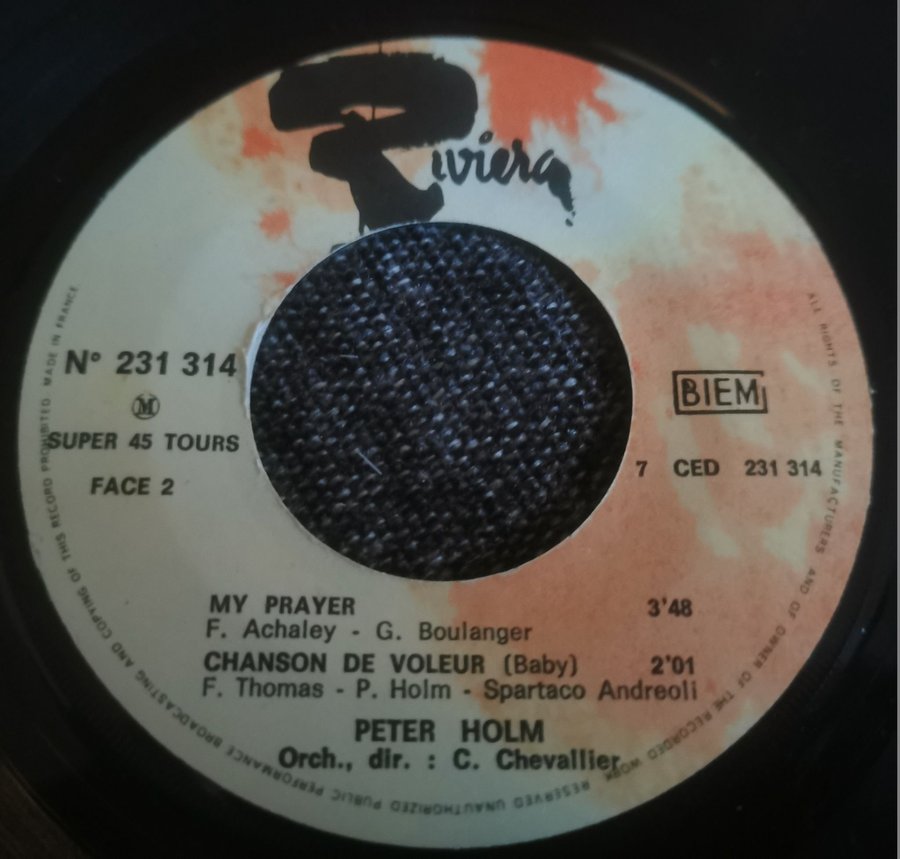 Riviera
N° 231 314
M
SUPER 45 TOURS
FACE 2
BIEM
7 CED 231 314
MY PRAYER 3'48
F. Achaley - G. Boulanger
CHANSON DE VOLEUR (Baby) 2'01
F. Thomas - P. Holm - Spartaco Andreoli
PETER HOLM
Orch., dir. : C. Chevallier
ALL RIGHTS OF THE MANUFACTURERS AND OF OWNER OF THE RECORDED WORK RESERVED UNAUTHORIZED PUBLIC PERFORMANCE BROADCASTING AND COPYING OF THIS RECORD PROHIBITED MADE IN FRANCE